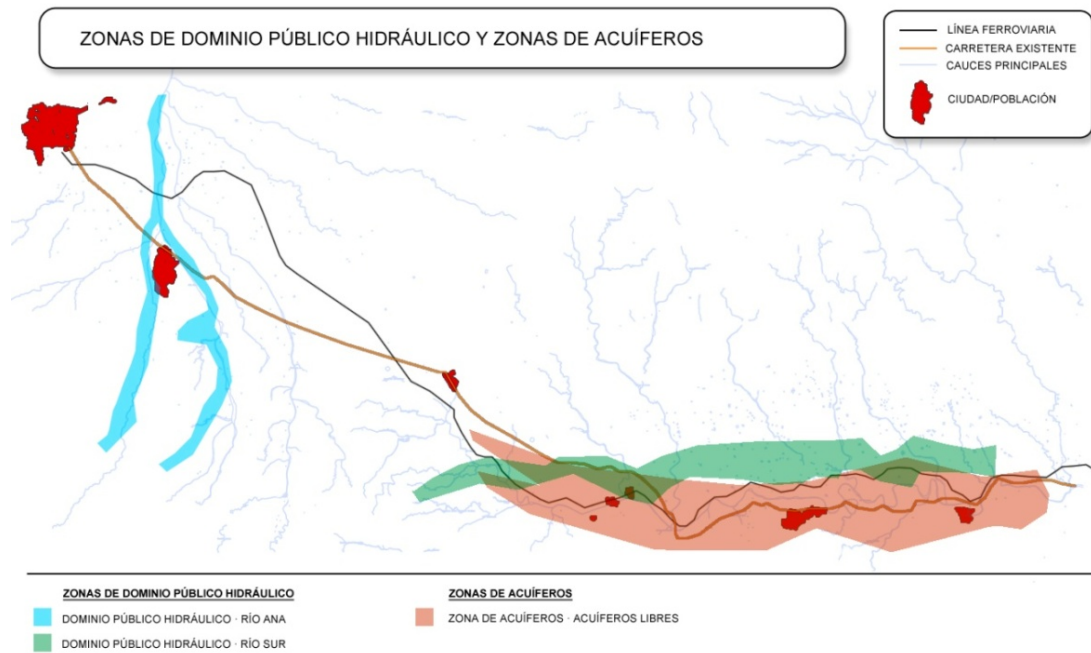 ZONAS DE DOMINIO PÚBLICO HIDRÁULICO Y ZONAS DE ACUÍFEROS
LÍNEA FERROVIARIA
CARRETERA EXISTENTE
CAUCES PRINCIPALES
CIUDAD/POBLACIÓN
ZONAS DE DOMINIO PÚBLICO HIDRÁULICO
DOMINIO PÚBLICO HIDRÁULICO · RÍO ANA
DOMINIO PÚBLICO HIDRÁULICO · RÍO SUR
ZONAS DE ACUÍFEROS
ZONA DE ACUÍFEROS · ACUÍFEROS LIBRES